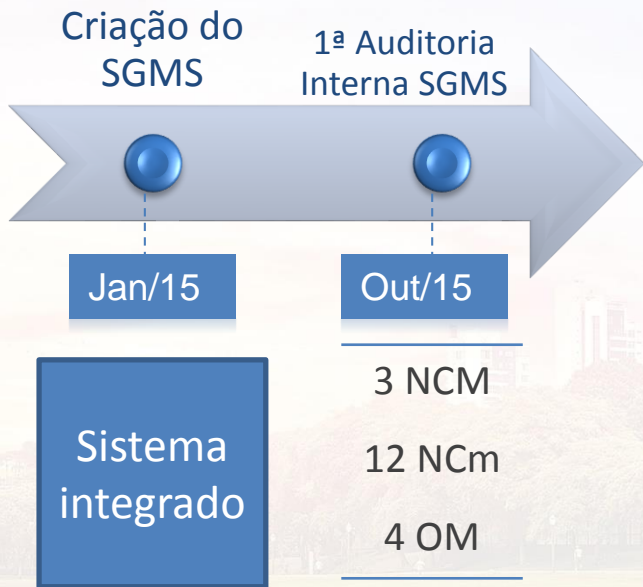 Criação do
SGMS
1ª Auditoria
Interna SGMS
Jan/15
Out/15
Sistema
integrado
3 NCM
12 NCm
4 OM